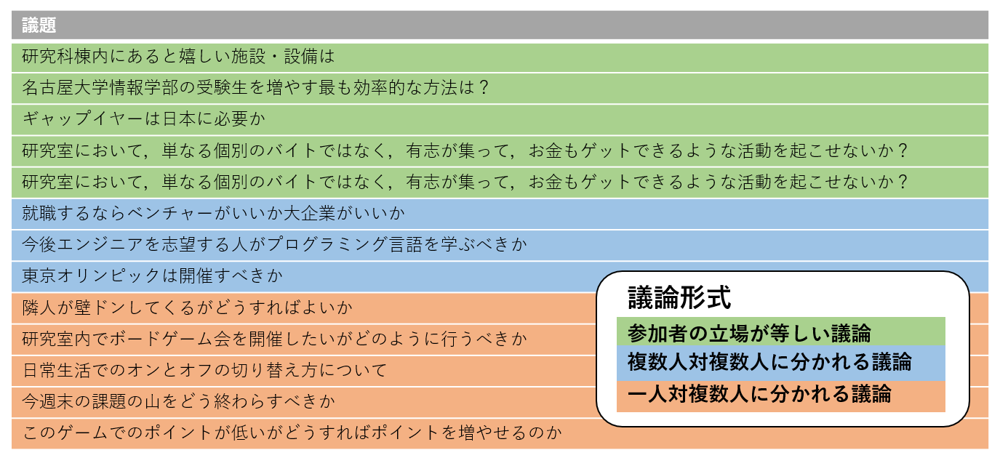 議題
研究科棟内にあると嬉しい施設・設備は
名古屋大学情報学部の受験生を増やす最も効率的な方法は？
ギャップイヤーは日本に必要か
研究室において，単なる個別のバイトではなく，有志が集って，お金もゲットできるような活動を起こせないか？
研究室において，単なる個別のバイトではなく，有志が集って，お金もゲットできるような活動を起こせないか？
就職するならベンチャーがいいか大企業がいいか
今後エンジニアを志望する人がプログラミング言語を学ぶべきか
東京オリンピックは開催すべきか
隣人が壁ドンしてくるがどうすればよいか
研究室内でボードゲーム会を開催したいがどのように行うべきか
日常生活でのオンとオフの切り替え方について
今週末の課題の山をどう終わらすべきか
このゲームでのポイントが低いがどうすればポイントを増やせるのか
議論形式
参加者の立場が等しい議論
複数人対複数人に分かれる議論
一人対複数人に分かれる議論